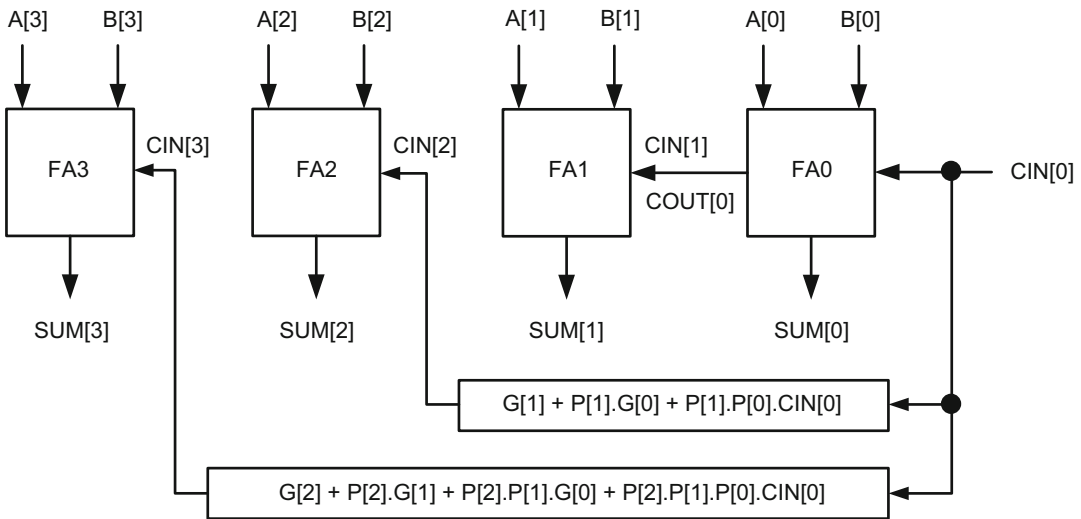 A[3] B[3] A[2] B[2] A[1] B[1] A[0] B[0]
CIN[3] CIN[2] CIN[1]
FA3 FA2 FA1 FA0 CIN[0]
COUT[0]
SUM[3] SUM[2] SUM[1] SUM[0]
G[1] + P[1].G[0] + P[1].P[0].CIN[0]
G[2] + P[2].G[1] + P[2].P[1].G[0] + P[2].P[1].P[0].CIN[0]